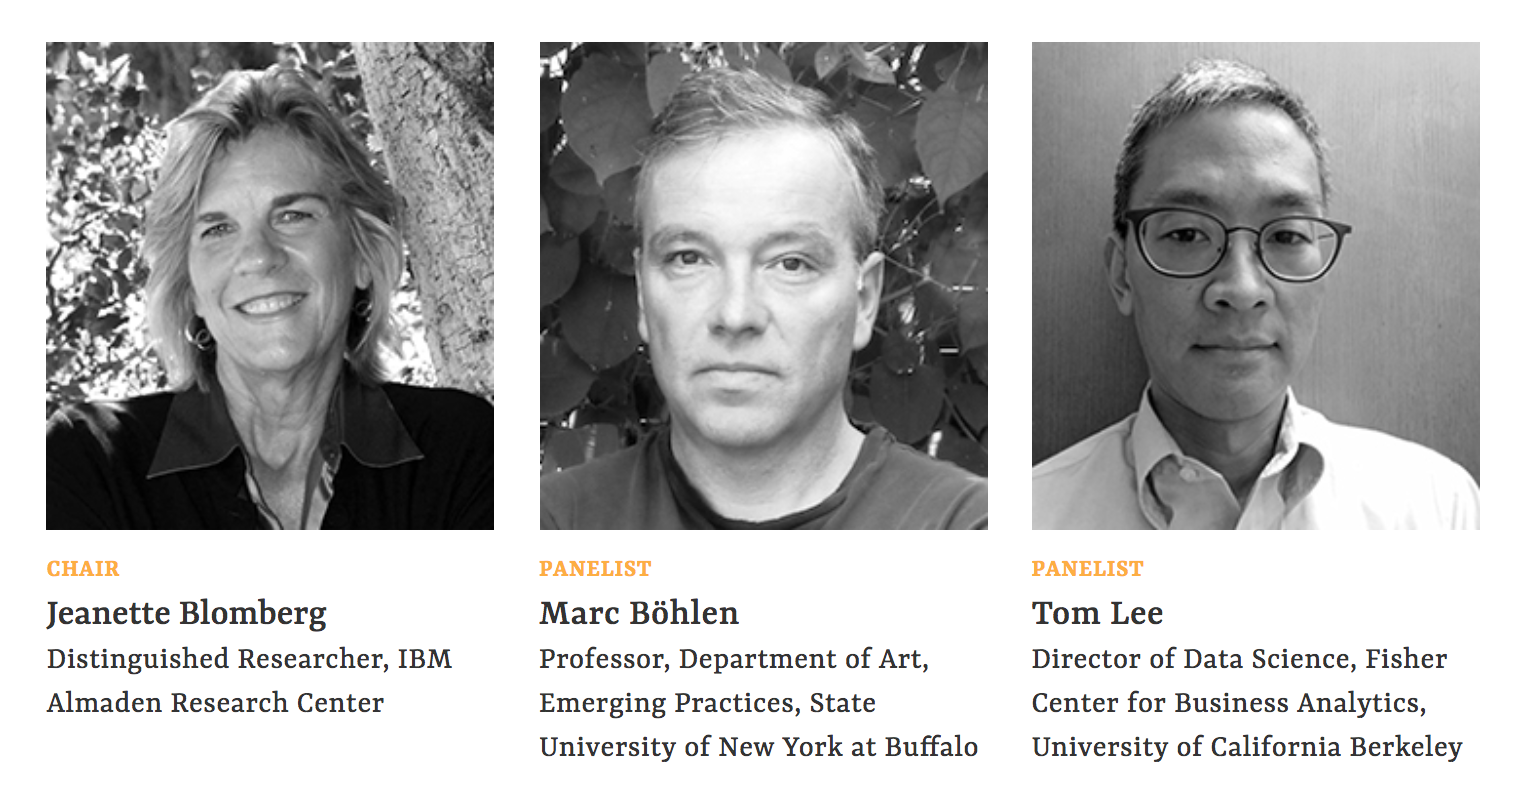 CHAIR
Jeanette Blomberg
Distinguished Researcher, IBM
Almaden Research Center
PANELIST
Marc Böhlen
Professor, Department of Art,
Emerging Practices, State
University of New York at Buffalo
PANELIST
Tom Lee
Director of Data Science, Fisher
Center for Business Analytics,
University of California Berkeley